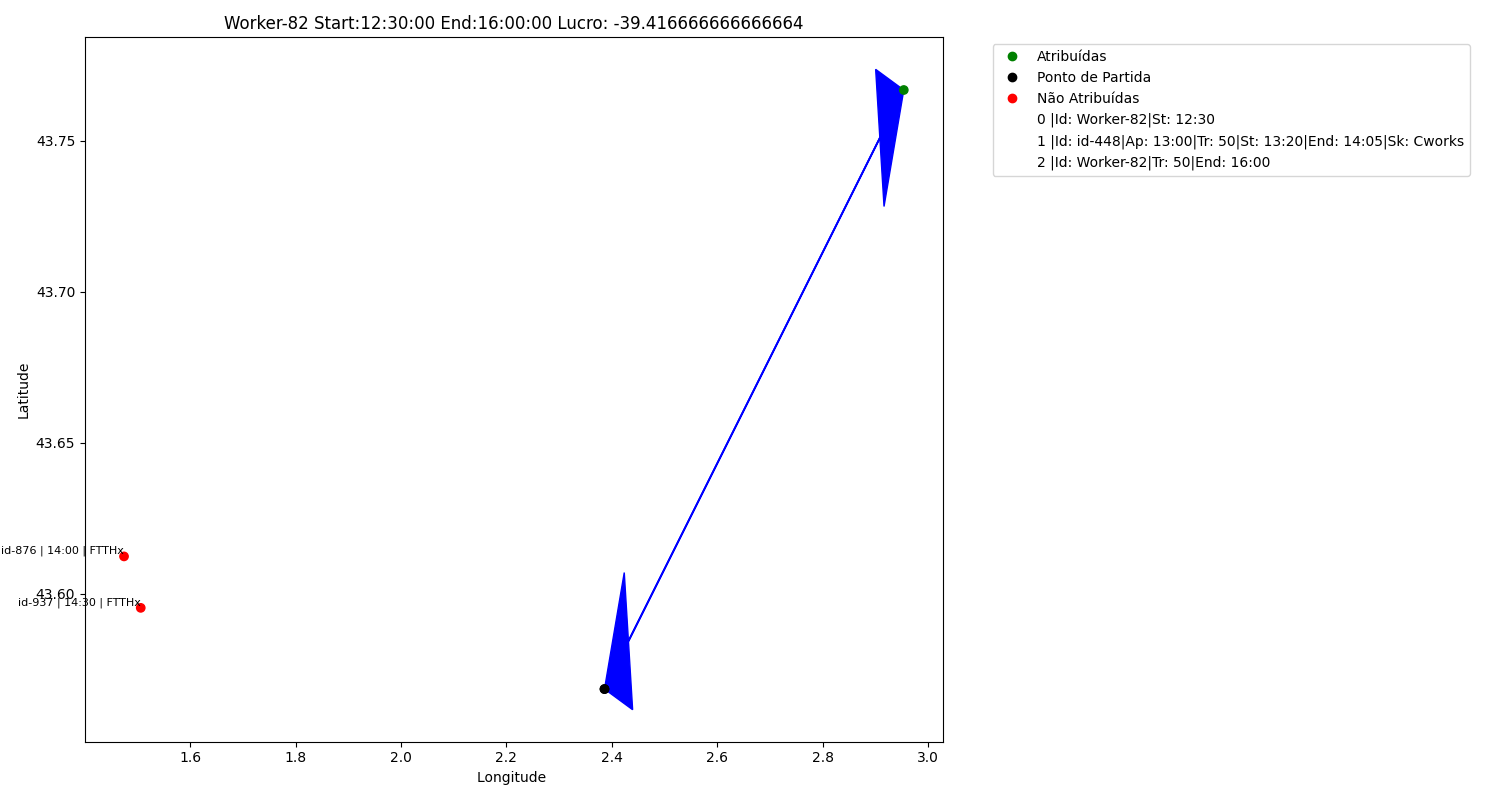 Worker-82 Start:12:30:00 End:16:00:00 Lucro: -39.416666666666664
Atribuídas
Ponto de Partida
Não Atribuídas
0 |Id: Worker-82|St: 12:30
1 |Id: id-448|Ap: 13:00|Tr: 50|St: 13:20|End: 14:05|Sk: Cworks
2 |Id: Worker-82|Tr: 50|End: 16:00
43.75
43.70
43.65
43.60
Latitude
id-876 | 14:00 | FTTHx
id-937 | 14:30 | FTTHx
1.6
1.8
2.0
2.2
2.4
2.6
2.8
3.0
Longitude